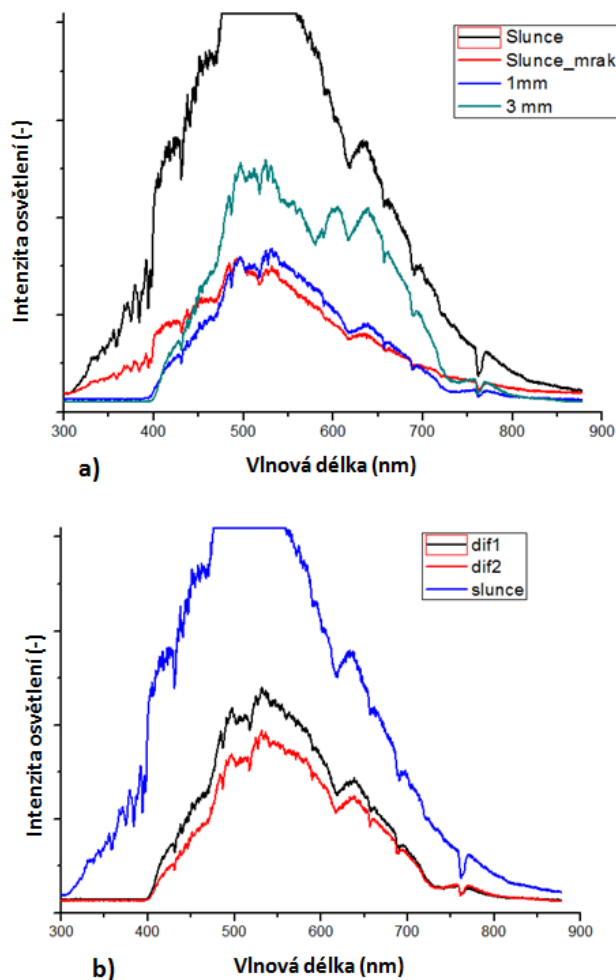 Slunce
Slunce_mrak
1mm
3 mm
Intenzita osvětlení (-)
300 400 500 600 700 800 900
a) Vlnová délka (nm)
dif1
dif2
slunce
Intenzita osvětlení (-)
300 400 500 600 700 800 900
b) Vlnová délka (nm)